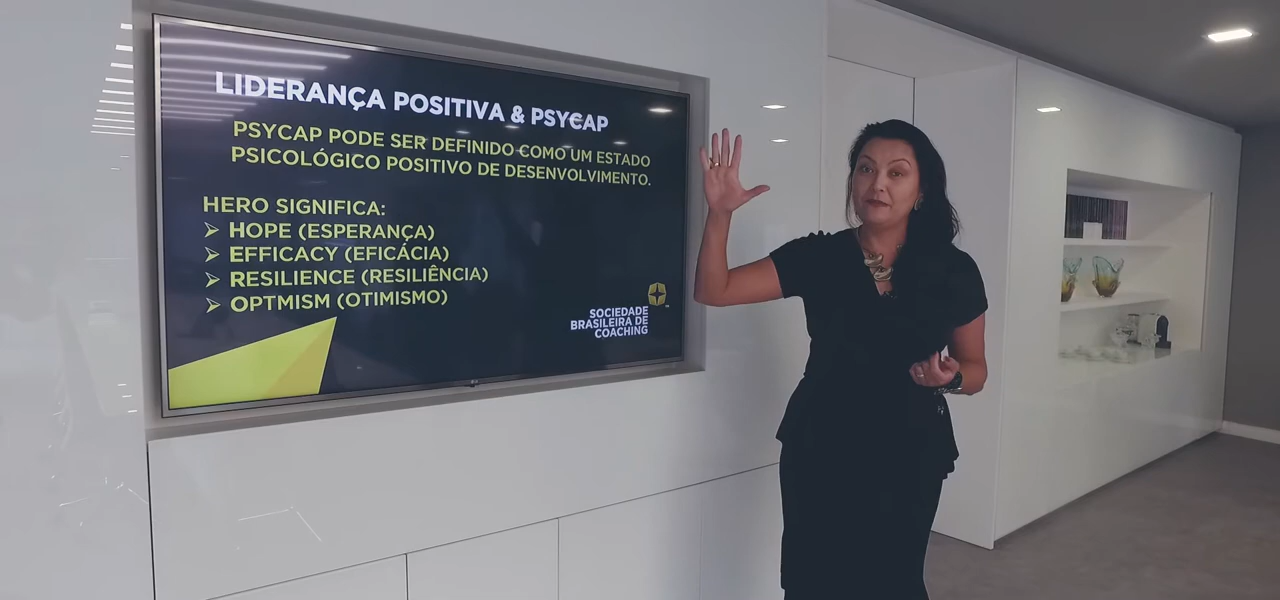 LIDERANÇA POSITIVA & PSYCAP
PSYCAP PODE SER DEFINIDO COMO UM ESTADO
PSICOLÓGICO POSITIVO DE DESENVOLVIMENTO.
HERO SIGNIFICA:
➢ HOPE (ESPERANÇA)
➢ EFFICACY (EFICÁCIA)
➢ RESILIENCE (RESILIÊNCIA)
➢ OPTMISM (OTIMISMO)
SOCIEDADE
BRASILEIRA DE
COACHING